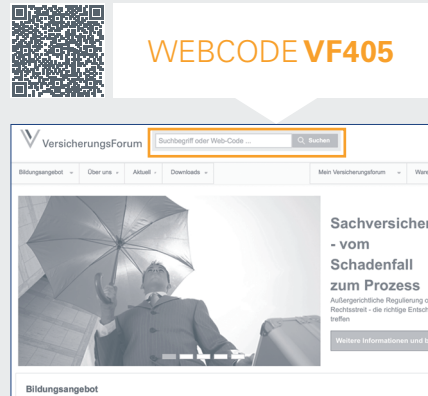 WEBCODE VF405
VersicherungsForum
Suchbegriff oder Web-Code ...
Suchen
Bildungsangebot
Über uns
Aktuell
Downloads
Mein Versicherungsforum
Sachversicher
- vom
Schadenfall
zum Prozess
Außergerichtliche Regulierung o
Rechtsstreit - die richtige Entsch
treffen
Weitere Informationen und
Bildungsangebot